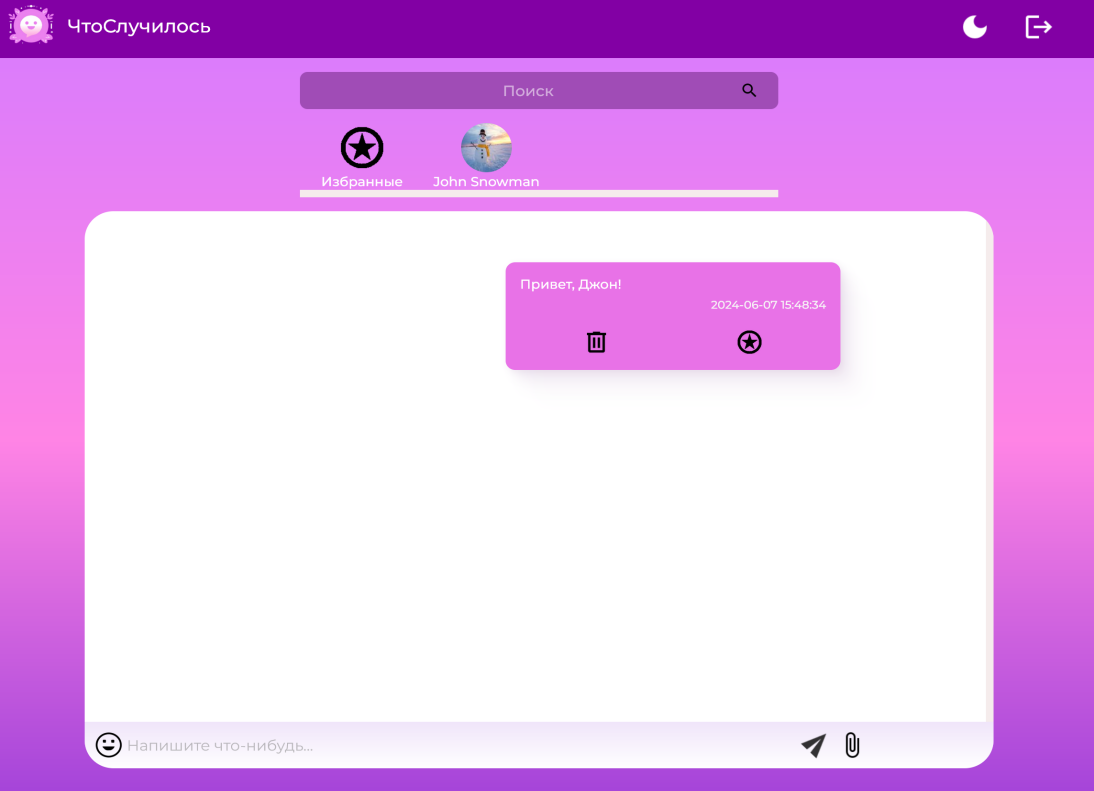 ЧтоСлучилось
Поиск
Избранные
John Snowman
Привет, Джон!
2024-06-07 15:48:34
Напишите что-нибудь...